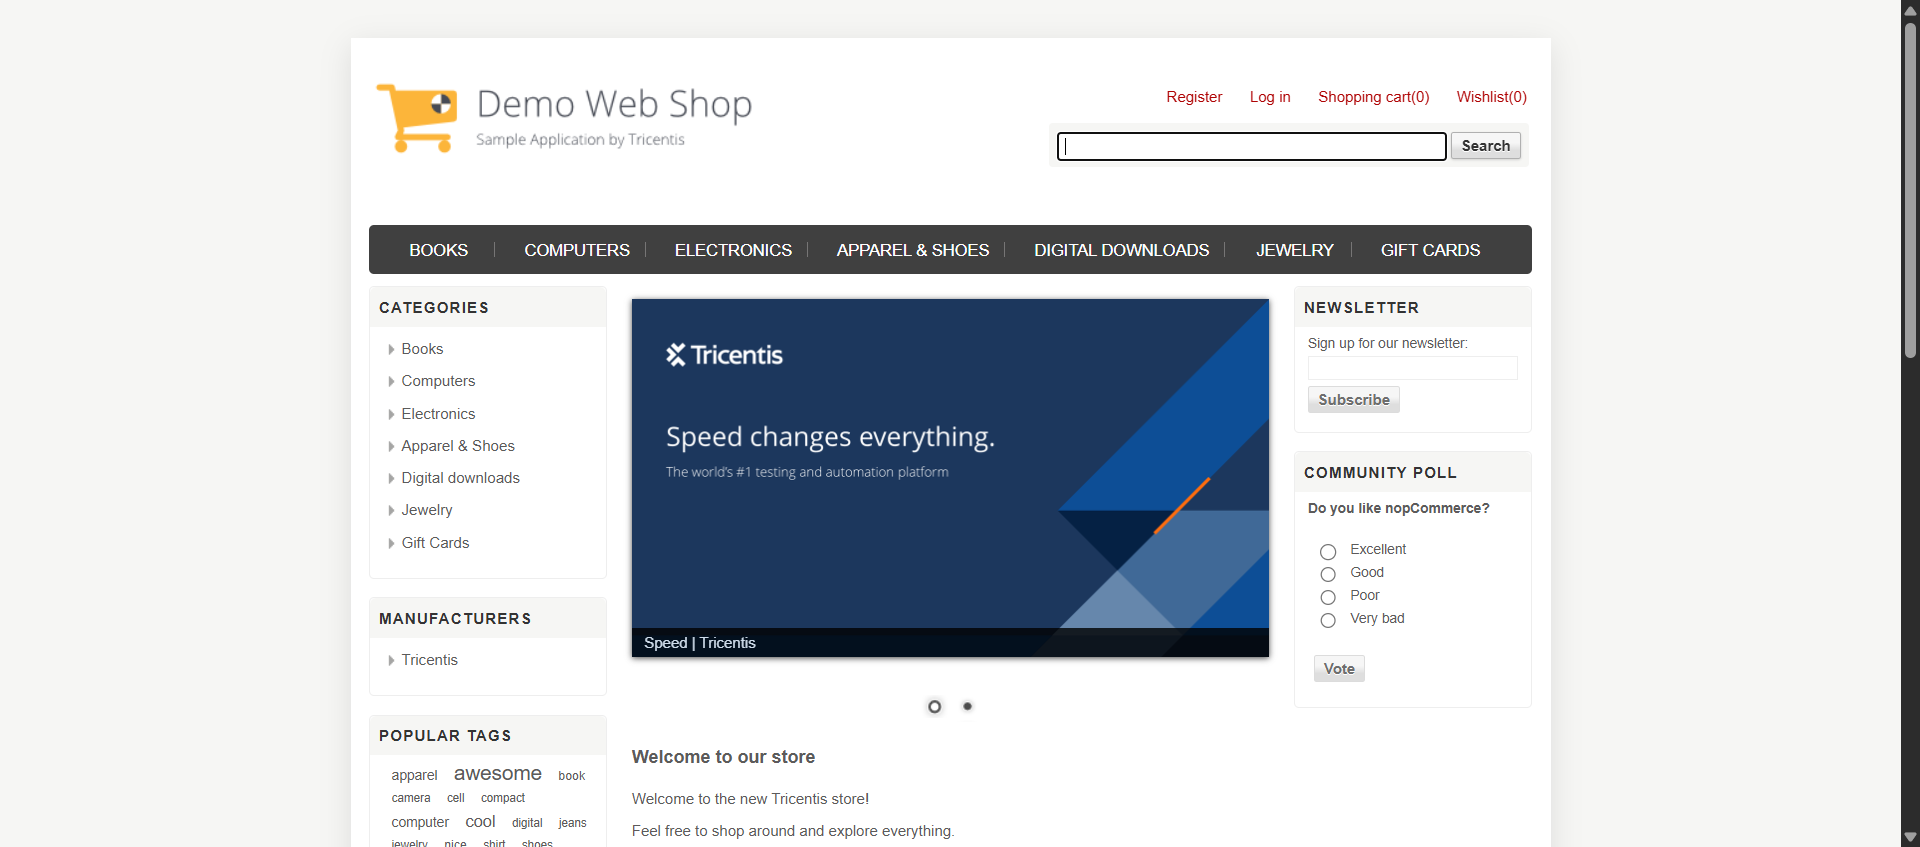 Demo Web Shop
Sample Application by Tricentis
Register Log in Shopping cart(0) Wishlist(0)
Search
BOOKS COMPUTERS ELECTRONICS APPAREL & SHOES DIGITAL DOWNLOADS JEWELRY GIFT CARDS
CATEGORIES
Books
Computers
Electronics
Apparel & Shoes
Digital downloads
Jewelry
Gift Cards
MANUFACTURERS
Tricentis
POPULAR TAGS
apparel awesome book
camera cell compact
computer cool digital jeans
jewelry nice shirt shoes
Tricentis
Speed changes everything.
The world's #1 testing and automation platform
Speed | Tricentis
Welcome to our store
Welcome to the new Tricentis store!
Feel free to shop around and explore everything.
NEWSLETTER
Sign up for our newsletter:
Subscribe
COMMUNITY POLL
Do you like nopCommerce?
Excellent
Good
Poor
Very bad
Vote